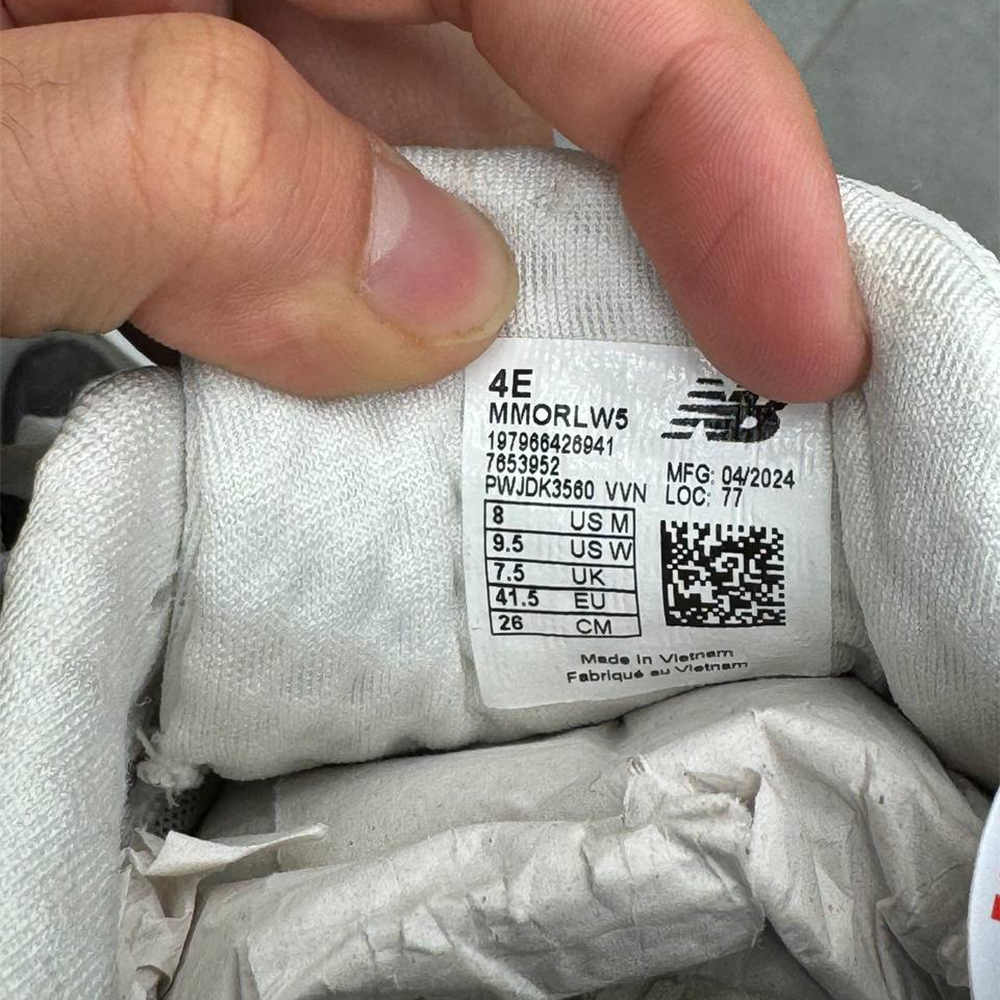 4E
MMORLW5
197966426941
7653952
PWJDK3560 VVN
NB
MFG: 04/2024
LOC: 77
8 US M
9.5 US W
7.5 UK
41.5 EU
26 CM
Made in Vietnam
Fabriqué au Vietnam